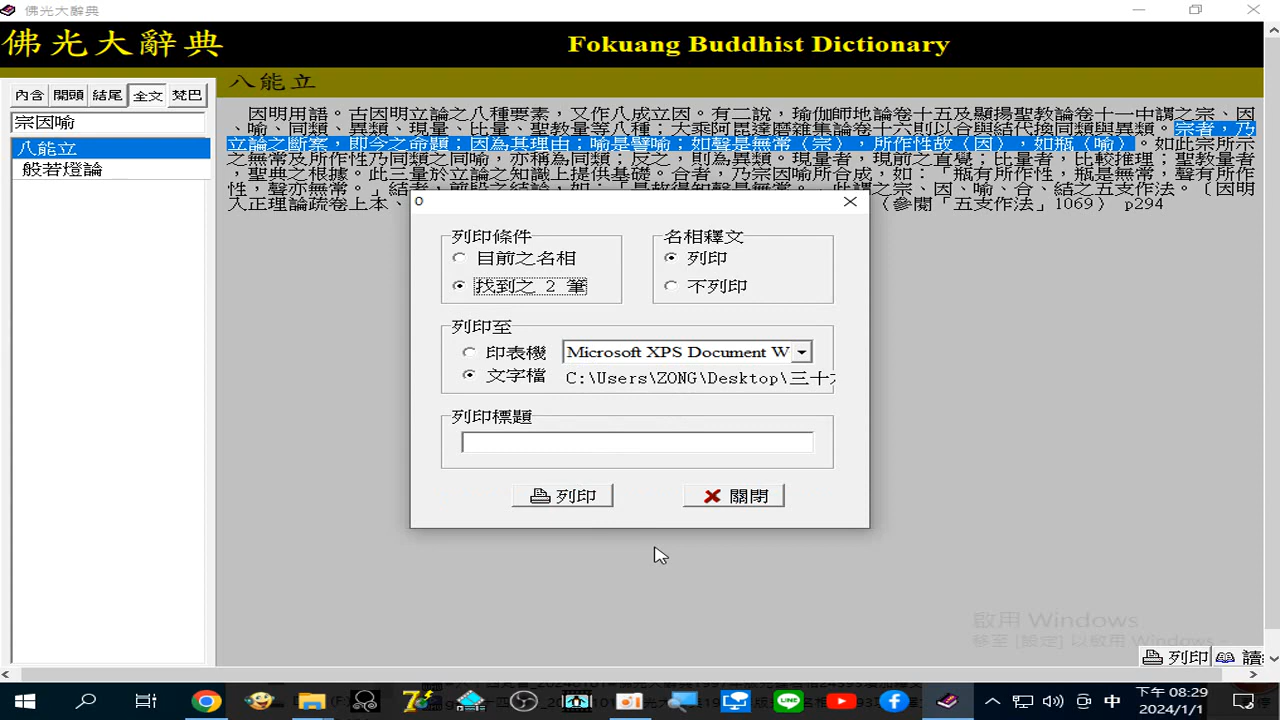 佛光大辭典
佛光大辭典
Fokuang Buddhist Dictionary
內含 開頭 結尾 全文 梵巴
宗因喻
八能立
般若燈論
八能立
因明用語。古因明立論之八種要素，又作八成立因。有二說，瑜伽師地論卷十五及顯揚聖教論卷十一中謂之宗、因
、喻、同類、異類、現量、比量、聖教量等八種；大乘阿毘達磨雜集論卷十六則以合與結代換同類與異類。宗者，乃
立論之斷案，即今之命題；因為其理由；喻是譬喻；如聲是無常（宗），所作性故（因），如瓶（喻）。如此宗所示
之無常及所作性乃同類之同喻，亦稱為同類；反之，則為異類。現量者，現前之直覺；比量者，比較推理；聖教量者
，聖典之根據。此三量於立論之知識上提供基礎。合者，乃宗因喻所合成，如：「瓶有所作性，瓶是無常，聲有所作
性，聲亦無常。」結者，前段之結論，如：「是故得知聲是無常。」此謂之宗、因、喻、合、結之五支作法。〔因明
入正理論疏卷上本、
（參閱「五支作法」1069） p294
0
列印條件
目前之名相
找到之 2 筆
名相釋文
列印
不列印
列印至
印表機 Microsoft XPS Document W
文字檔 C:\Users\ZONG\Desktop\三十
列印標題
列印 關閉
啟用 Windows
移至 [設定] 以啟用 Windows。
列印 讀
中
下午 08:29
2024/1/1